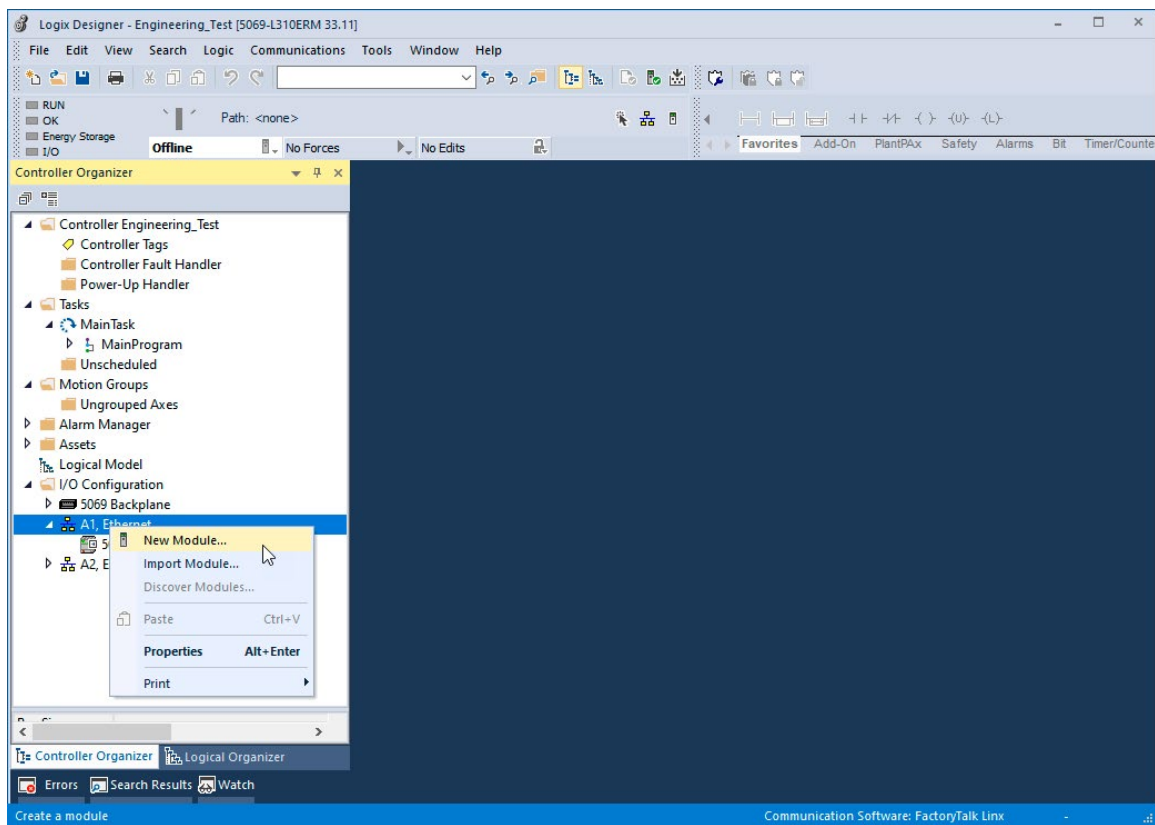 Logix Designer - Engineering_Test [5069-L310ERM 33.11]
File Edit View Search Logic Communications Tools Window Help
RUN
OK
Energy Storage
I/O
Path: <none>
Offline No Forces No Edits
Favorites Add-On PlantPAx Safety Alarms Bit Timer/Counte
Controller Organizer
Controller Engineering_Test
Controller Tags
Controller Fault Handler
Power-Up Handler
Tasks
MainTask
MainProgram
Unscheduled
Motion Groups
Ungrouped Axes
Alarm Manager
Assets
Logical Model
I/O Configuration
5069 Backplane
A1, Ethernet
5
A2, E
New Module...
Import Module...
Discover Modules...
Paste Ctrl+V
Properties Alt+Enter
Print
Controller Organizer Logical Organizer
Errors Search Results Watch
Create a module Communication Software: FactoryTalk Linx